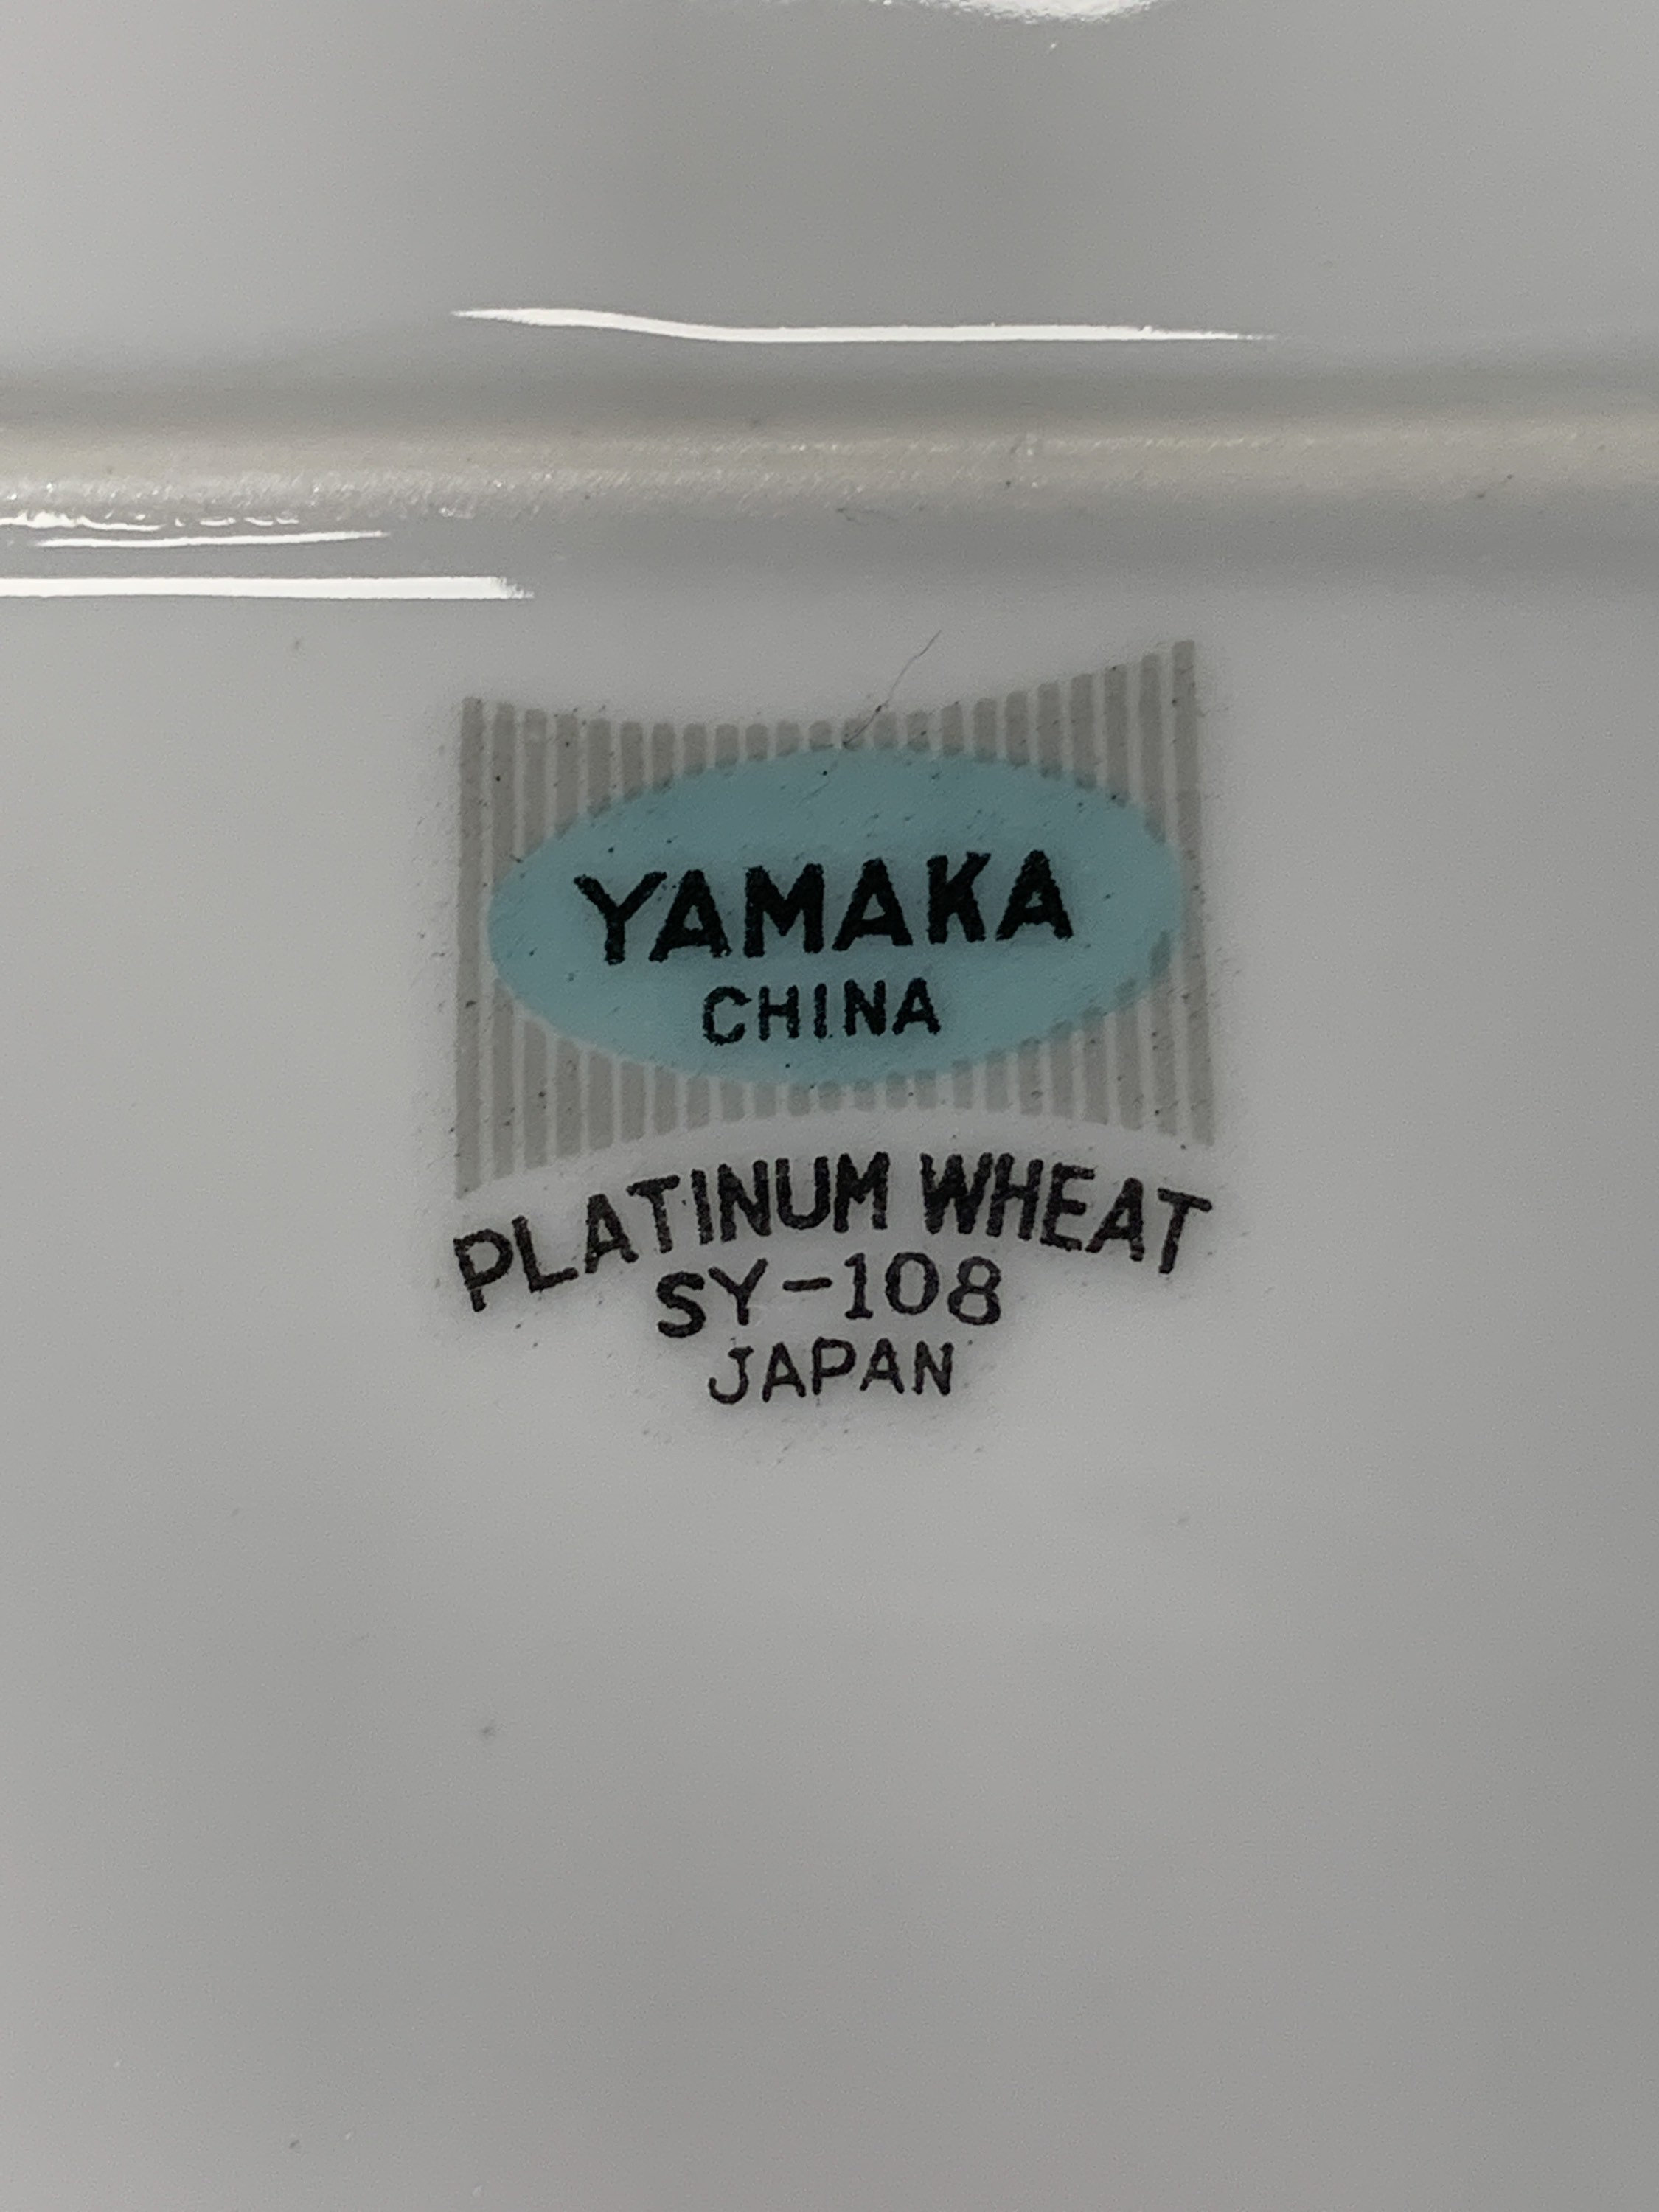 YAMAKA
CHINA
PLATINUM WHEAT
SY-108
JAPAN